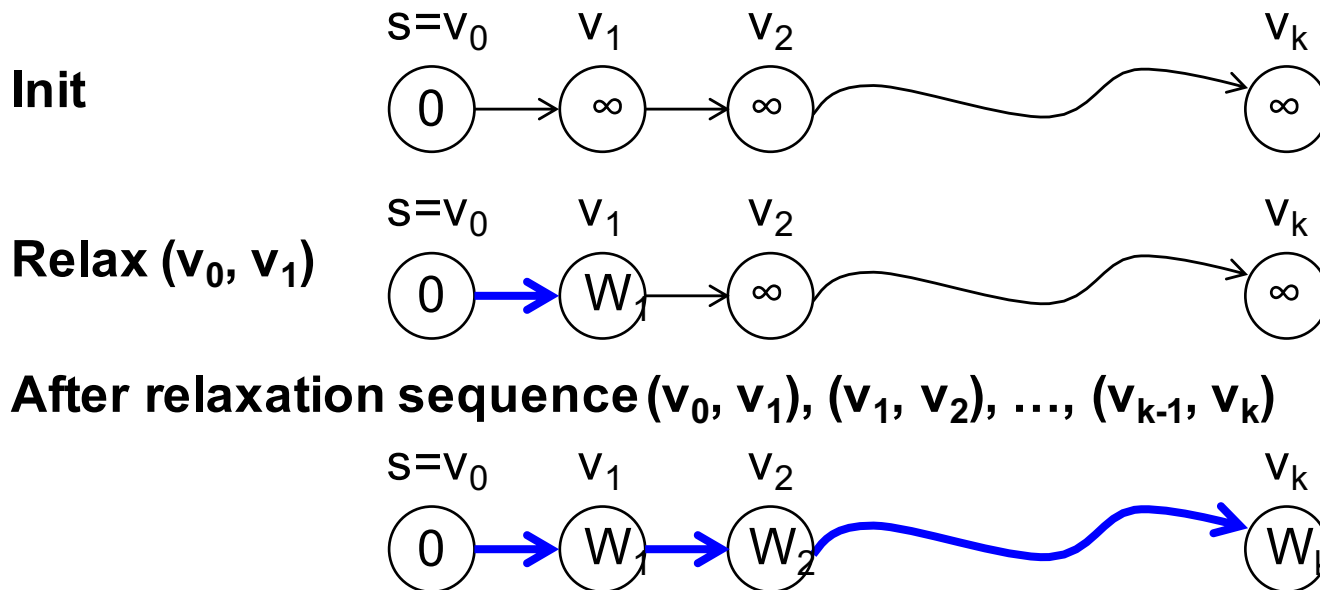 s=v₀ v₁ v₂ vₖ
Init 0 ∞ ∞ ∞
s=v₀ v₁ v₂ vₖ
Relax (v₀, v₁) 0 W₁ ∞ ∞
After relaxation sequence (v₀, v₁), (v₁, v₂), …, (vₖ₋₁, vₖ)
s=v₀ v₁ v₂ vₖ
0 W₁ W₂ Wₖ